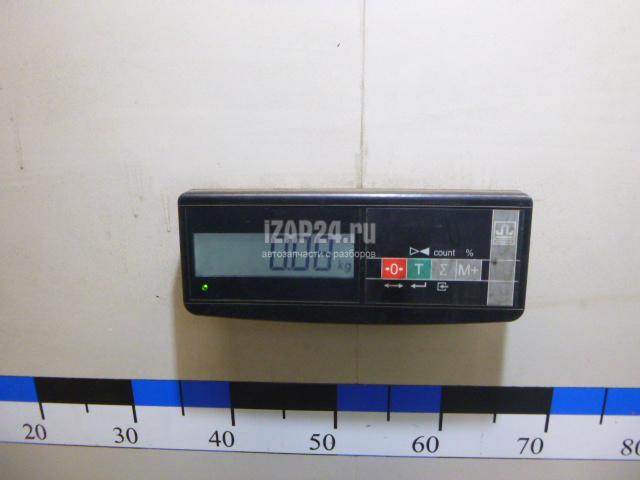 IZAP24.ru
автозапчасти с разборов
0.00 kg
count %
→0← T Σ M+
20 30 40 50 60 70 80